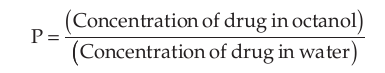 P = (Concentration of drug in octanol)
(Concentration of drug in water)